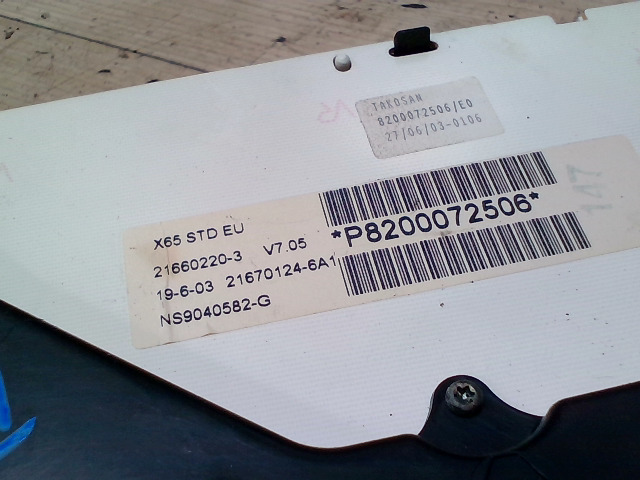 TAKOSAN
8200072506/E0
27/06/03-0106
X65 STD EU
21660220-3 V7.05
19-6-03 21670124-6A1
NS9040582-G
*P8200072506*
147